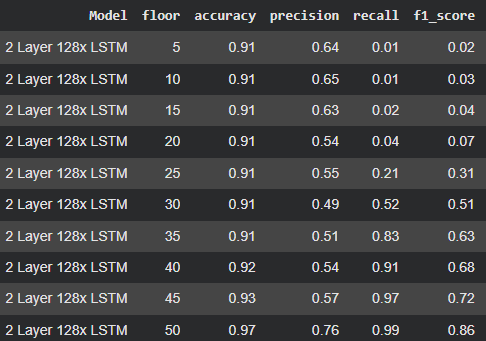 Model floor accuracy precision recall f1_score
2 Layer 128x LSTM 5 0.91 0.64 0.01 0.02
2 Layer 128x LSTM 10 0.91 0.65 0.01 0.03
2 Layer 128x LSTM 15 0.91 0.63 0.02 0.04
2 Layer 128x LSTM 20 0.91 0.54 0.04 0.07
2 Layer 128x LSTM 25 0.91 0.55 0.21 0.31
2 Layer 128x LSTM 30 0.91 0.49 0.52 0.51
2 Layer 128x LSTM 35 0.91 0.51 0.83 0.63
2 Layer 128x LSTM 40 0.92 0.54 0.91 0.68
2 Layer 128x LSTM 45 0.93 0.57 0.97 0.72
2 Layer 128x LSTM 50 0.97 0.76 0.99 0.86